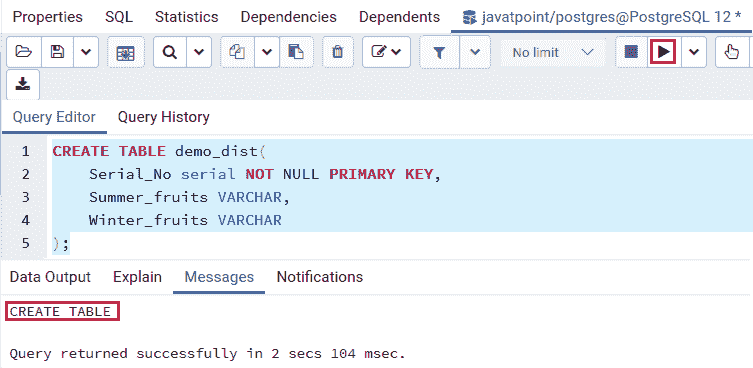 Properties SQL Statistics Dependencies Dependents javatpoint/postgres@PostgreSQL 12 *
No limit
Query Editor Query History
1 CREATE TABLE demo_dist(
2 Serial_No serial NOT NULL PRIMARY KEY,
3 Summer_fruits VARCHAR,
4 Winter_fruits VARCHAR
5 );
Data Output Explain Messages Notifications
CREATE TABLE
Query returned successfully in 2 secs 104 msec.